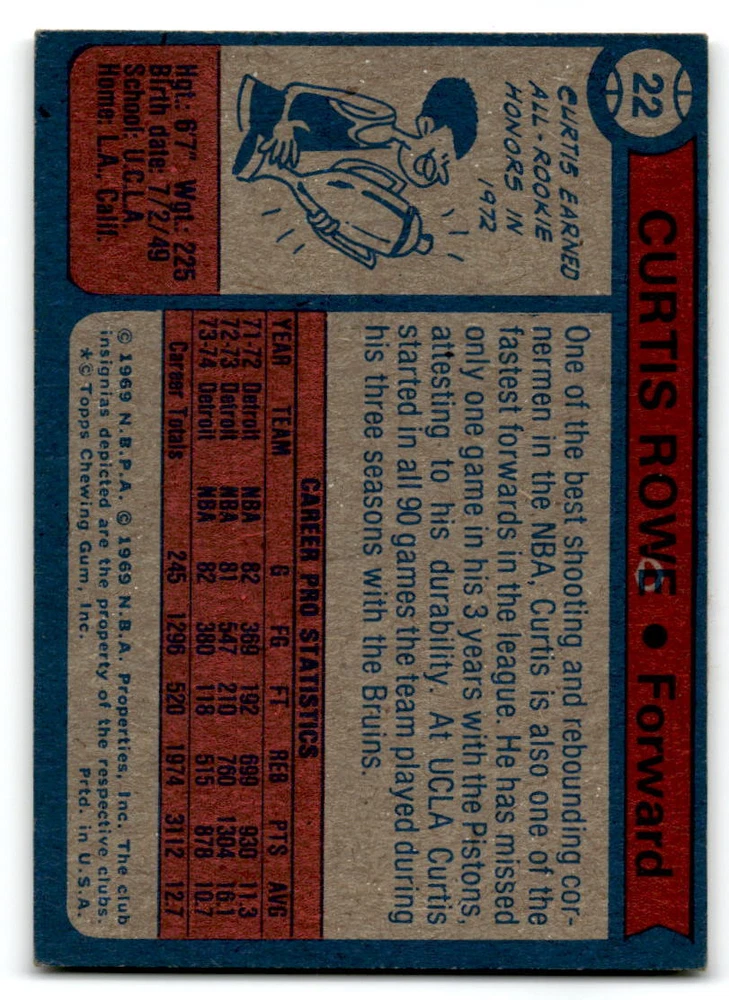 22
CURTIS ROWE • Forward
CURTIS EARNED
ALL-ROOKIE
HONORS IN
1972
Hgt.: 6'7" Wgt.: 225
Birth date: 7/2/49
School: UCLA
Home: L.A., Calif.
One of the best shooting and rebounding cor-
nermen in the NBA, Curtis is also one of the
fastest forwards in the league. He has missed
only one game in his 3 years with the Pistons,
attesting to his durability. At UCLA Curtis
started in all 90 games the team played during
his three seasons with the Bruins.
CAREER PRO STATISTICS
YEAR TEAM G FG FT REB PTS AVG
71-72 Detroit NBA 82 369 192 699 930 11.3
72-73 Detroit NBA 81 547 210 760 1304 16.1
73-74 Detroit NBA 82 380 118 515 878 10.7
Career Totals 245 1296 520 1974 3112 12.7
© 1969 N.B.P.A. © 1969 N.B.A. Properties, Inc. The club
insignias depicted are the property of the respective clubs.
*© Topps Chewing Gum, Inc. Prtd. in U.S.A.